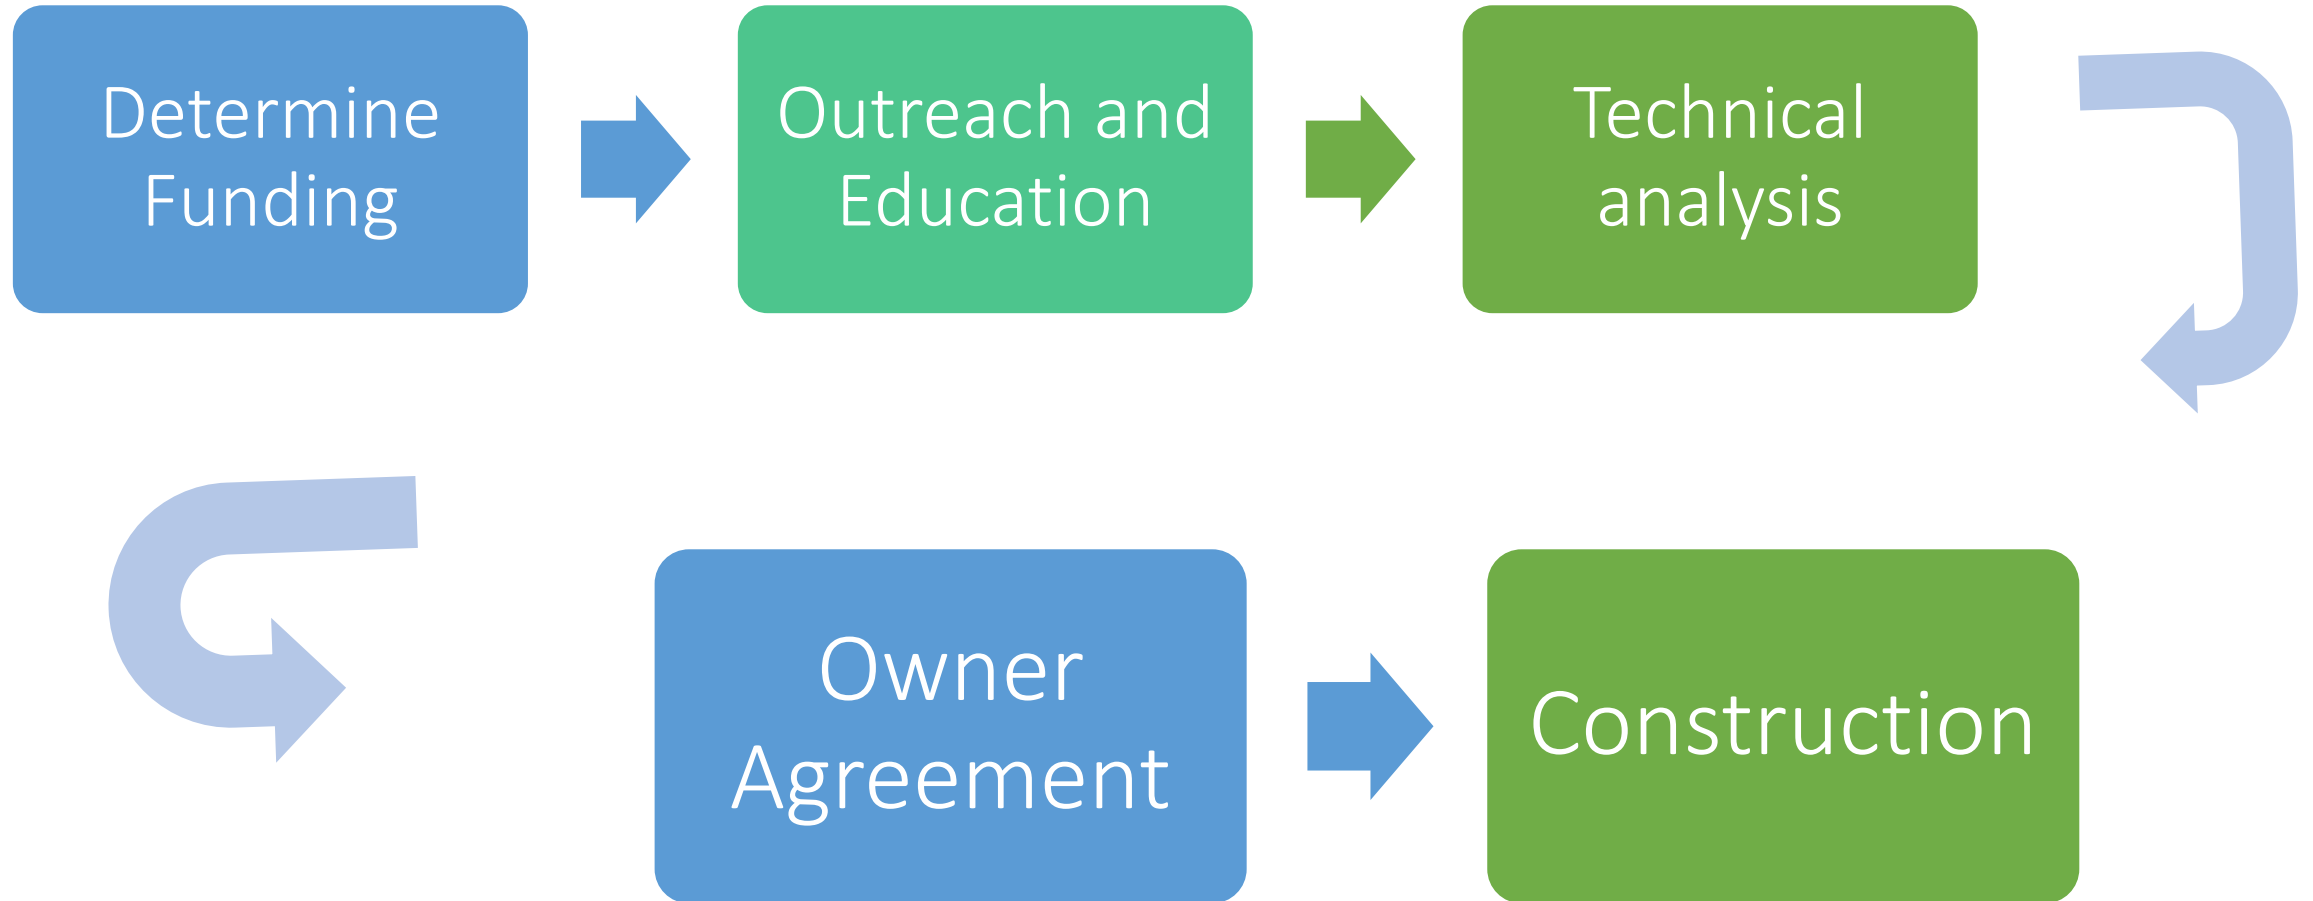 Determine
Funding
Outreach and
Education
Technical
analysis
Owner
Agreement
Construction